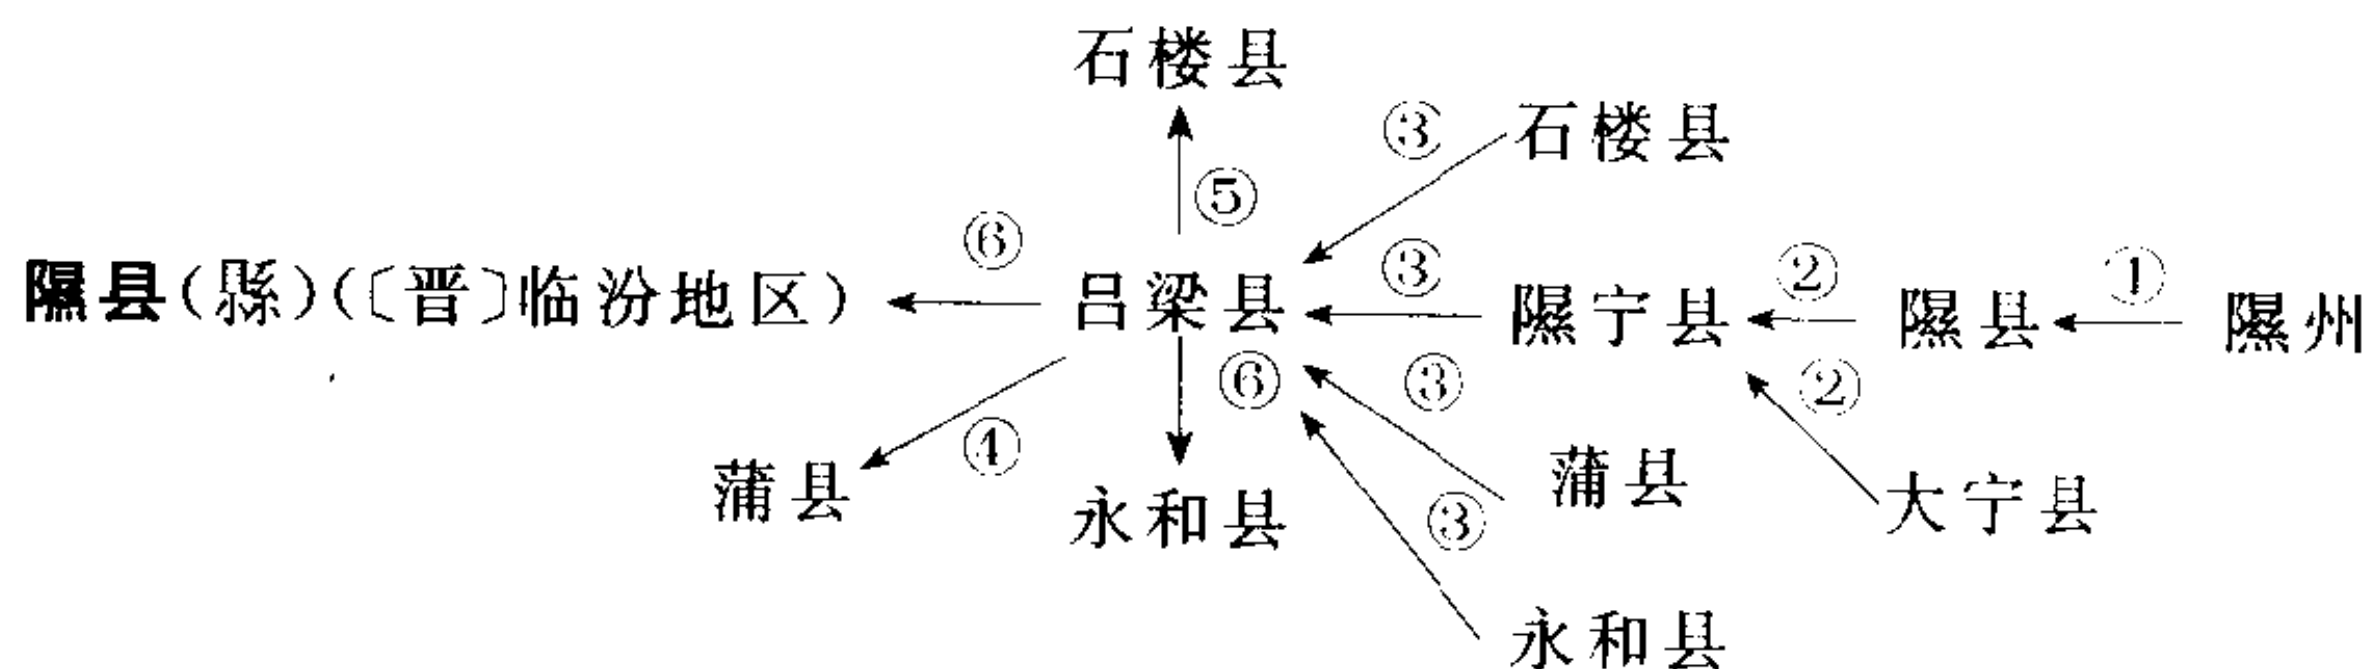 石楼县
③ 石楼县
⑤
⑥ ③ ② ①
隰县(縣)(〔晋〕临汾地区) 吕梁县 隰宁县 隰县 隰州
⑥ ③ ②
④
蒲县 永和县 ③ 蒲县 大宁县
永和县